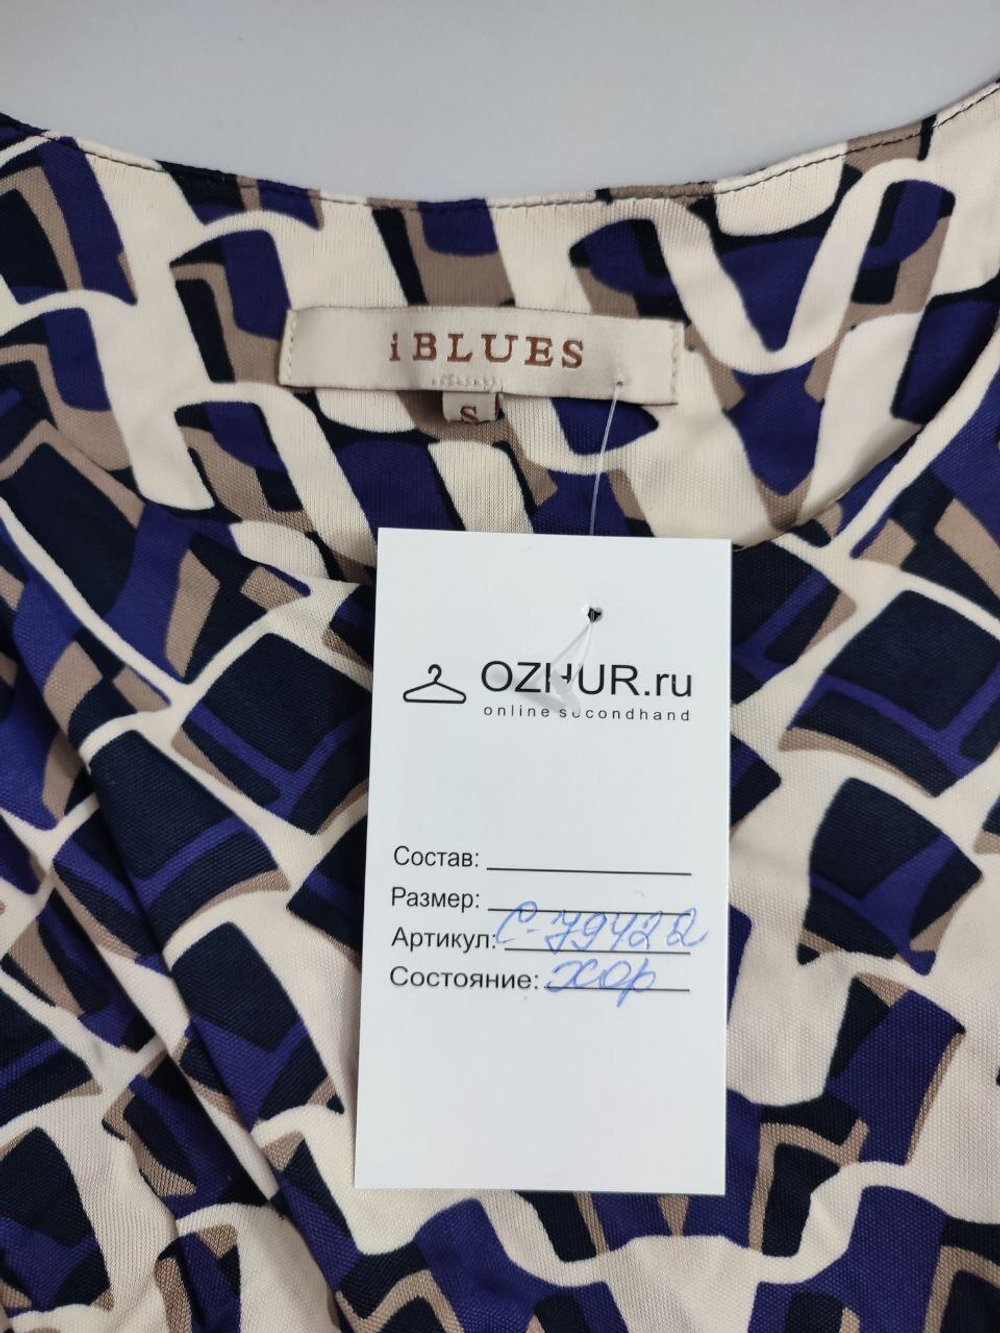 iBLUES
S
OZHUR.ru
online secondhand
Состав:
Размер:
Артикул: С-79422
Состояние: хор